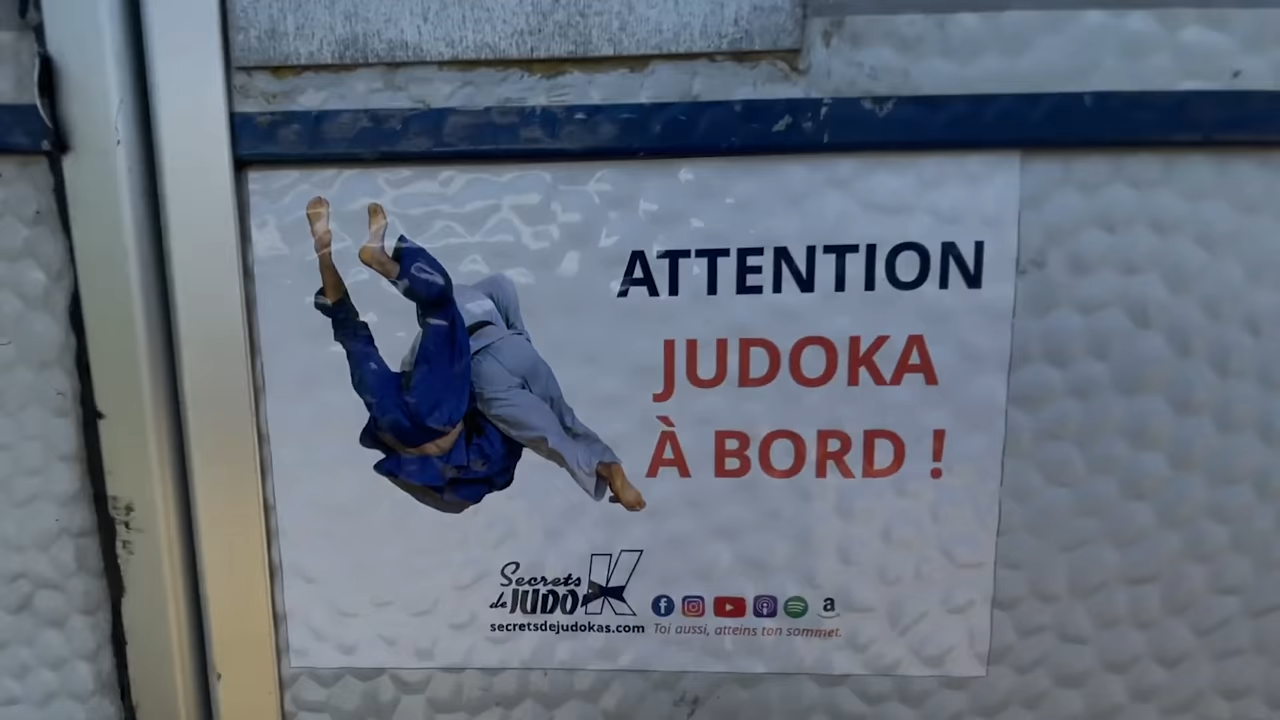 ATTENTION
JUDOKA
À BORD !
Secrets
de JUDO K
secretsdejudokas.com Toi aussi, atteins ton sommet.